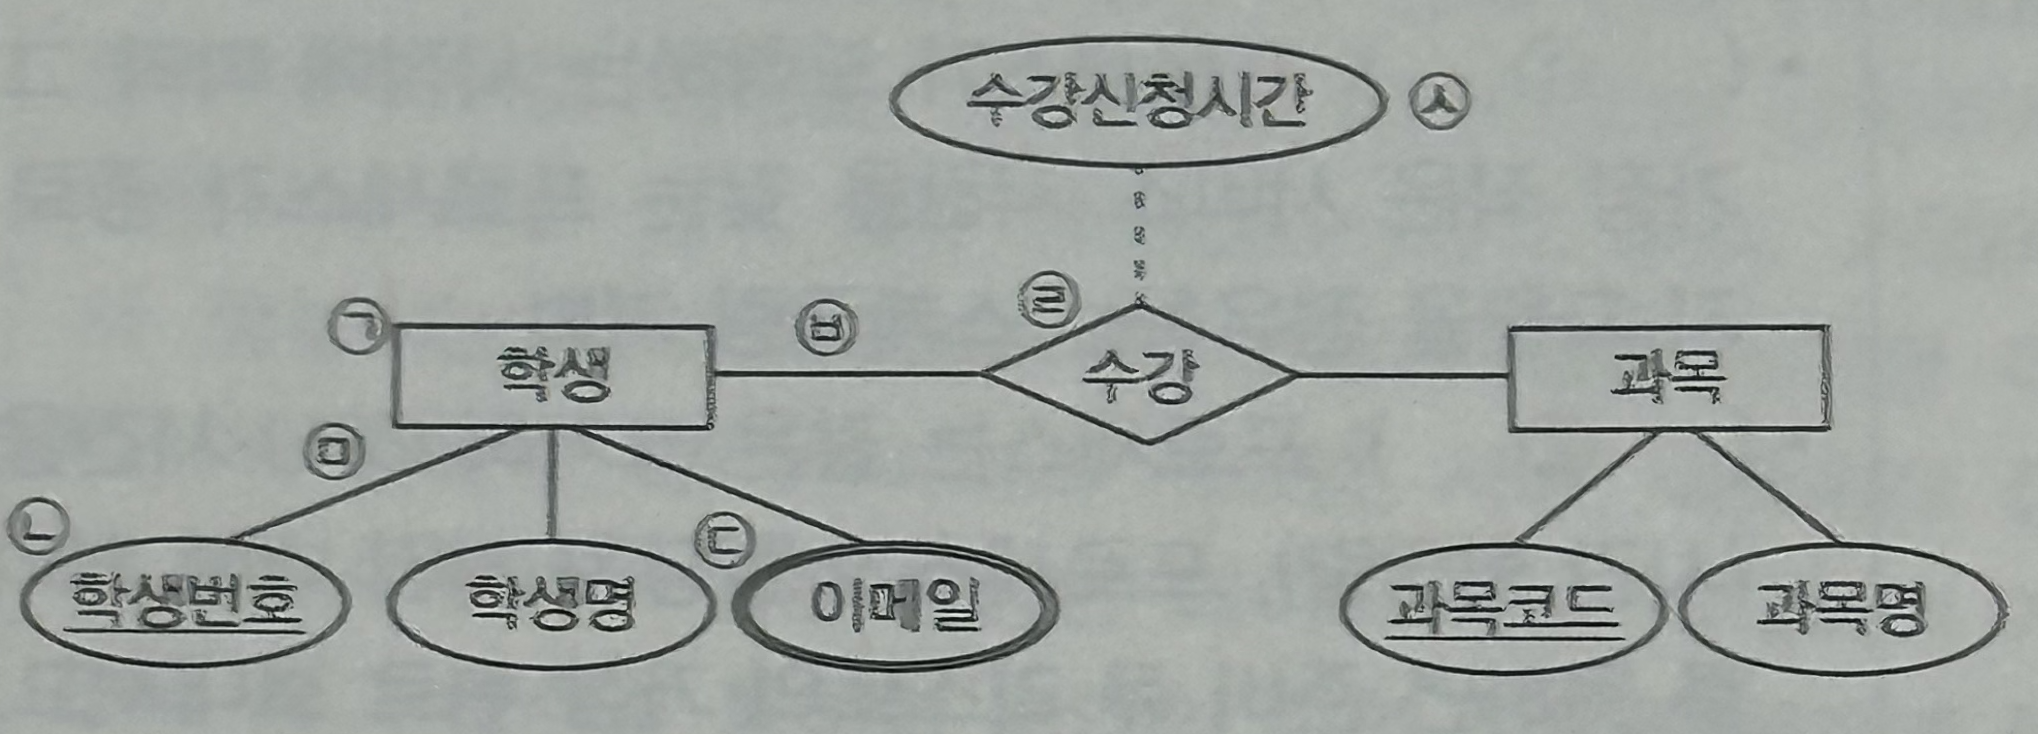 수강신청시간 ㉦
㉠ 학생 ㉥ ㉣ 수강 과목
㉤
㉡ 학생번호 학생명 ㉢ 이메일 과목코드 과목명